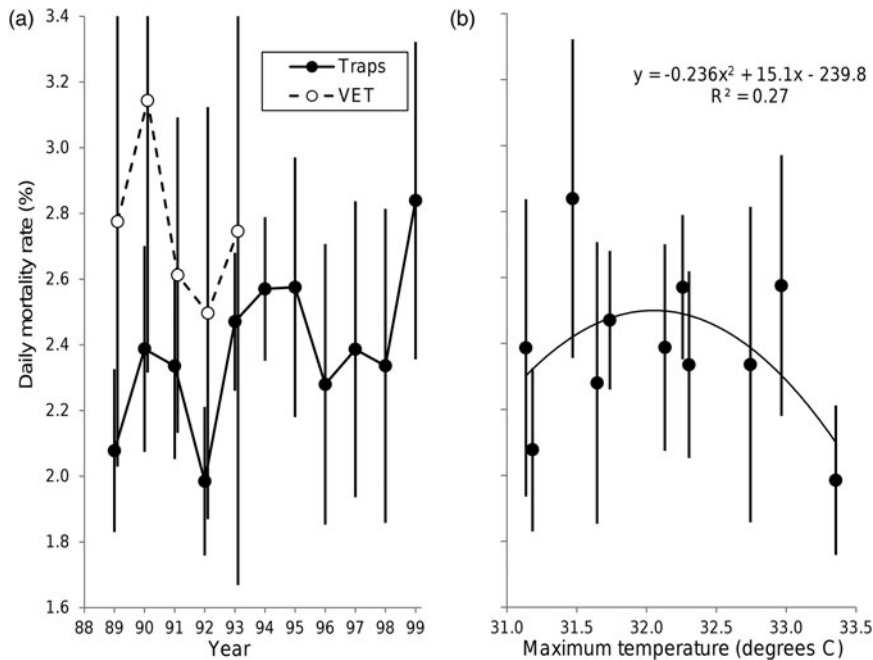 (a)
3.4
3.2
3.0
2.8
2.6
2.4
2.2
2.0
1.8
1.6
Daily mortality rate (%)
Traps
VET
88 89 90 91 92 93 94 95 96 97 98 99
Year
(b)
y = -0.236x² + 15.1x - 239.8
R² = 0.27
31.0 31.5 32.0 32.5 33.0 33.5
Maximum temperature (degrees C)